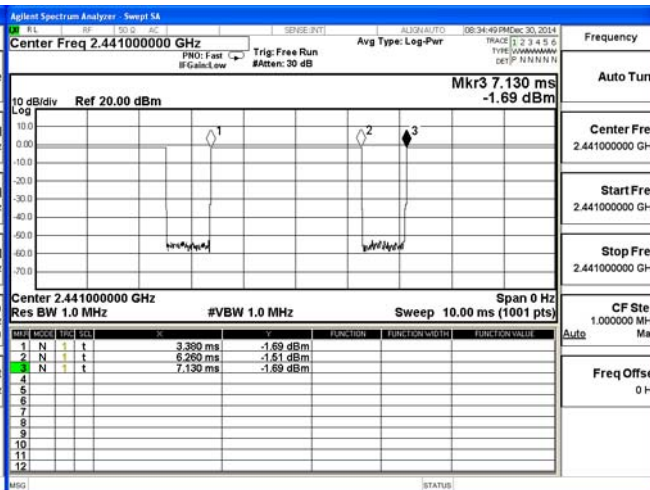 Agilent Spectrum Analyzer - Swept SA
RL RF 50 Ω AC SENSE:INT ALIGNAUTO 08:34:49 PM Dec 30, 2014
Center Freq 2.441000000 GHz
PNO: Fast
IFGain:Low
Trig: Free Run
#Atten: 30 dB
Avg Type: Log-Pwr
TRACE 1 2 3 4 5 6
TYPE
DET P N N N N N
Mkr3 7.130 ms
-1.69 dBm
10 dB/div Ref 20.00 dBm
Log
10.0
0.00
-10.0
-20.0
-30.0
-40.0
-50.0
-60.0
-70.0
1
2
3
Center 2.441000000 GHz Span 0 Hz
Res BW 1.0 MHz #VBW 1.0 MHz Sweep 10.00 ms (1001 pts)
MKR MODE TRC SCL X Y FUNCTION FUNCTION WIDTH FUNCTION VALUE
1 N 1 t 3.380 ms -1.69 dBm
2 N 1 t 6.260 ms -1.51 dBm
3 N 1 t 7.130 ms -1.69 dBm
4
5
6
7
8
9
10
11
12
MSG STATUS
Frequency
Auto Tun
Center Fre
2.441000000 GH
Start Fre
2.441000000 GH
Stop Fre
2.441000000 GH
CF Ste
1.000000 MH
Auto Ma
Freq Offse
0 H